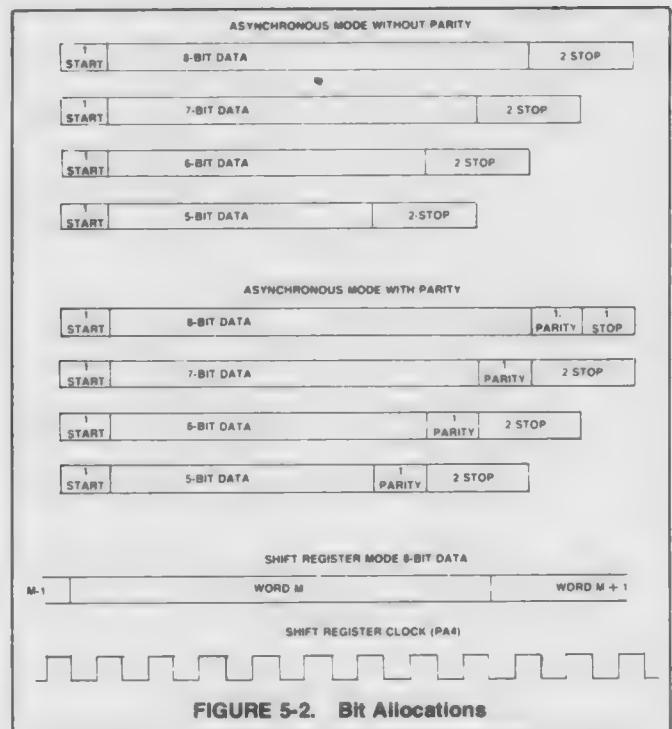 ASYNCHRONOUS MODE WITHOUT PARITY
1
START 8-BIT DATA 2 STOP
1
START 7-BIT DATA 2 STOP
1
START 6-BIT DATA 2 STOP
1
START 5-BIT DATA 2-STOP
ASYNCHRONOUS MODE WITH PARITY
1 1. 1
START 8-BIT DATA PARITY STOP
1 1
START 7-BIT DATA PARITY 2 STOP
1 1
START 6-BIT DATA PARITY 2 STOP
1 1
START 5-BIT DATA PARITY 2 STOP
SHIFT REGISTER MODE 8-BIT DATA
M-1 WORD M WORD M + 1
SHIFT REGISTER CLOCK (PA4)
FIGURE 5-2. Bit Allocations